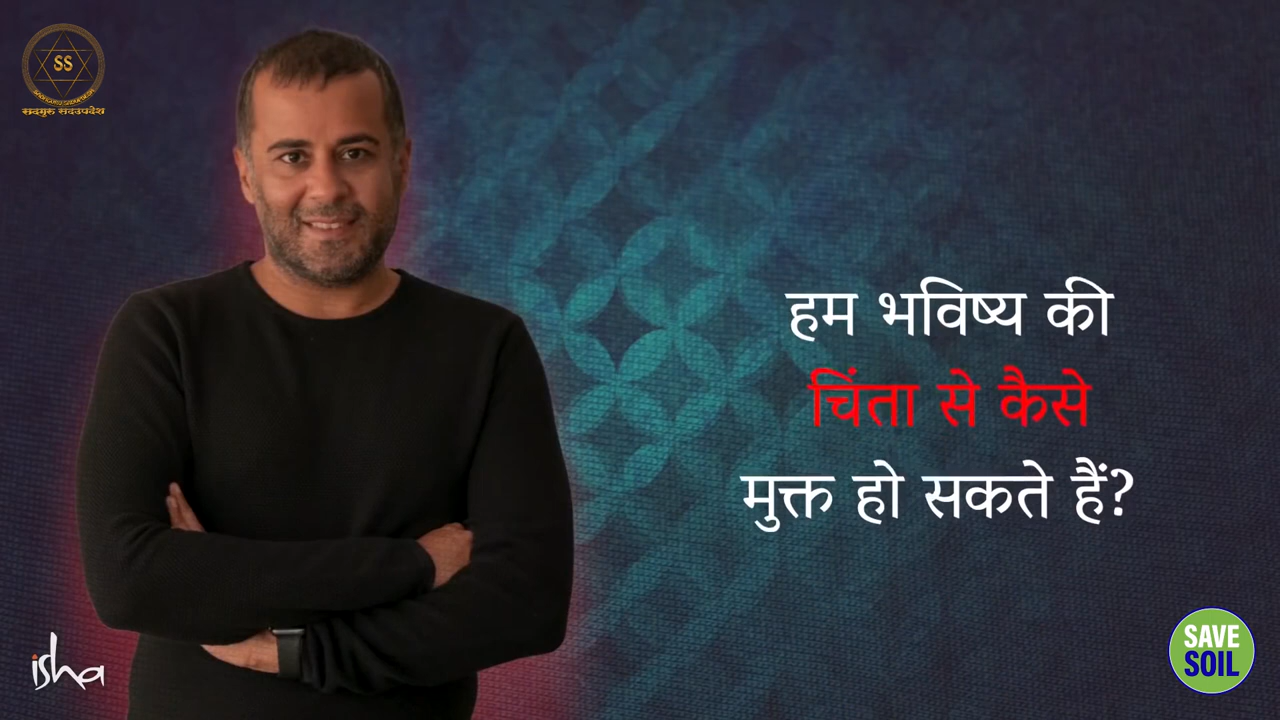 SS
सद्गुरु सदउपदेश
हम भविष्य की
चिंता से कैसे
मुक्त हो सकते हैं?
isha
SAVE
SOIL